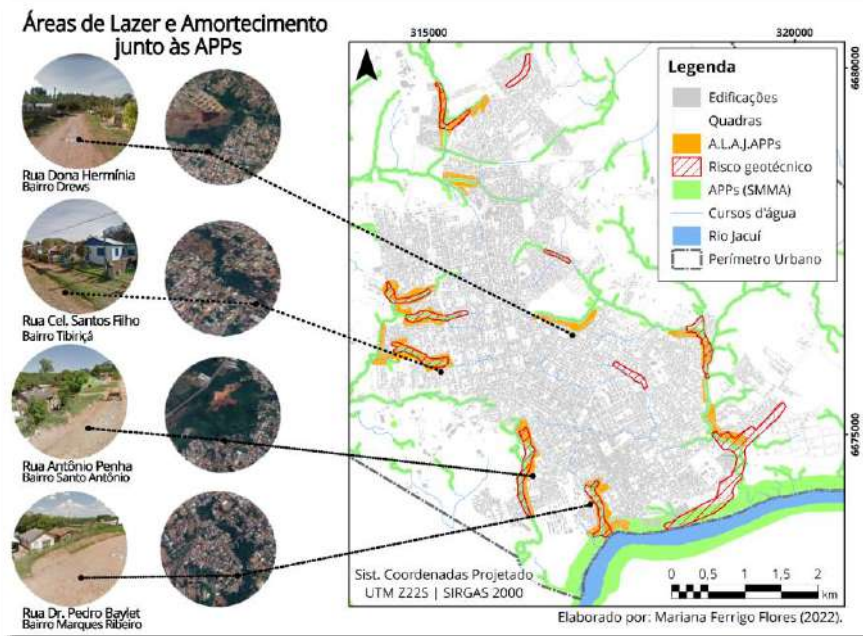 Áreas de Lazer e Amortecimento
junto às APPs
Rua Dona Hermínia
Bairro Drews
Rua Cel. Santos Filho
Bairro Tibiriçá
Rua Antônio Penha
Bairro Santo Antônio
Rua Dr. Pedro Baylet
Bairro Marques Ribeiro
315000
320000
6680000
6675000
Legenda
Edificações
Quadras
A.L.A.J.APPs
Risco geotécnico
APPs (SMMA)
Cursos d'água
Rio Jacuí
Perímetro Urbano
Sist. Coordenadas Projetado
UTM Z22S | SIRGAS 2000
0 0,5 1 1,5 2
km
Elaborado por: Mariana Ferrigo Flores (2022).